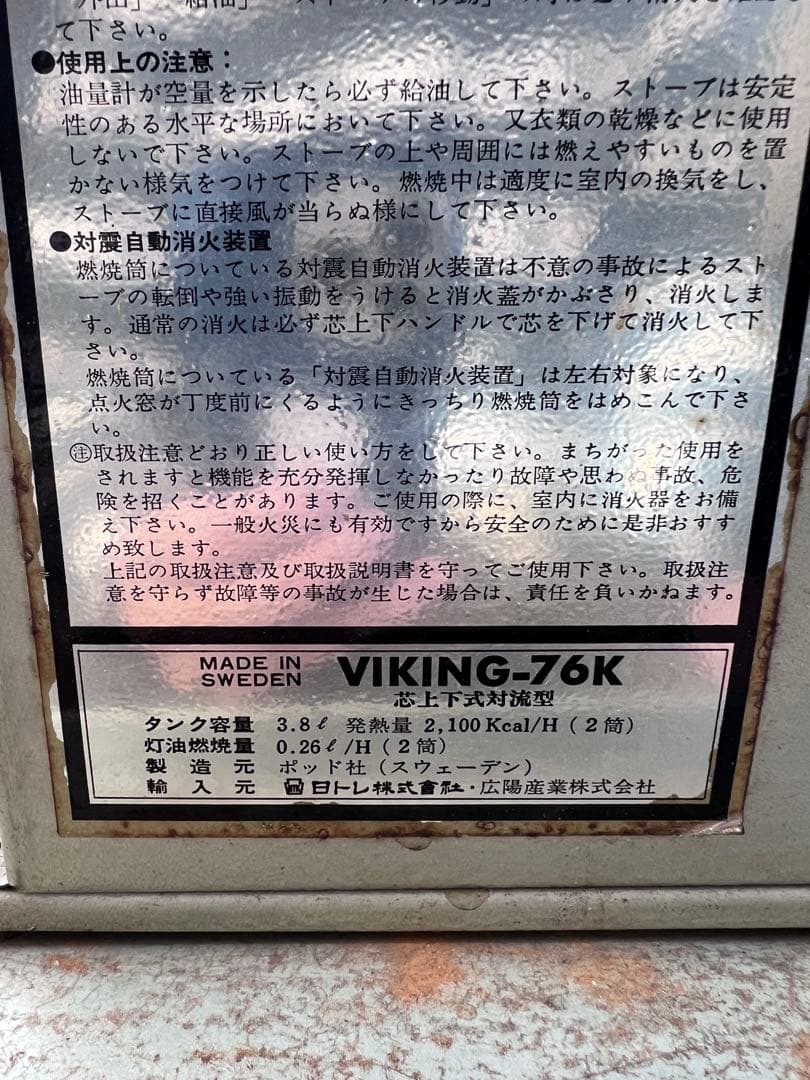 て下さい。
●使用上の注意：
油量計が空量を示したら必ず給油して下さい。ストーブは安定
性のある水平な場所において下さい。又衣類の乾燥などに使用
しないで下さい。ストーブの上や周囲には燃えやすいものを置
かない様気をつけて下さい。燃焼中は適度に室内の換気をし、
ストーブに直接風が当らぬ様にして下さい。
●対震自動消火装置
燃焼筒についている対震自動消火装置は不意の事故によるスト
ーブの転倒や強い振動をうけると消火蓋がかぶさり、消火しま
す。通常の消火は必ず芯上下ハンドルで芯を下げて消火して下
さい。
燃焼筒についている「対震自動消火装置」は左右対象になり、
点火窓が丁度前にくるようにきっちり燃焼筒をはめこんで下さ
い。
㊟取扱注意どおり正しい使い方をして下さい。まちがった使用を
されますと機能を充分発揮しなかったり故障や思わぬ事故、危
険を招くことがあります。ご使用の際に、室内に消火器をお備
え下さい。一般火災にも有効ですから安全のために是非おすす
め致します。
上記の取扱注意及び取扱説明書を守ってご使用下さい。取扱注
意を守らず故障等の事故が生じた場合は、責任を負いかねます。
MADE IN SWEDEN VIKING-76K
芯上下式対流型
タンク容量 3.8ℓ 発熱量 2,100Kcal/H（2筒）
灯油燃焼量 0.26ℓ/H（2筒）
製造元 ポッド社（スウェーデン）
輸入元 日トレ株式會社・広陽産業株式会社